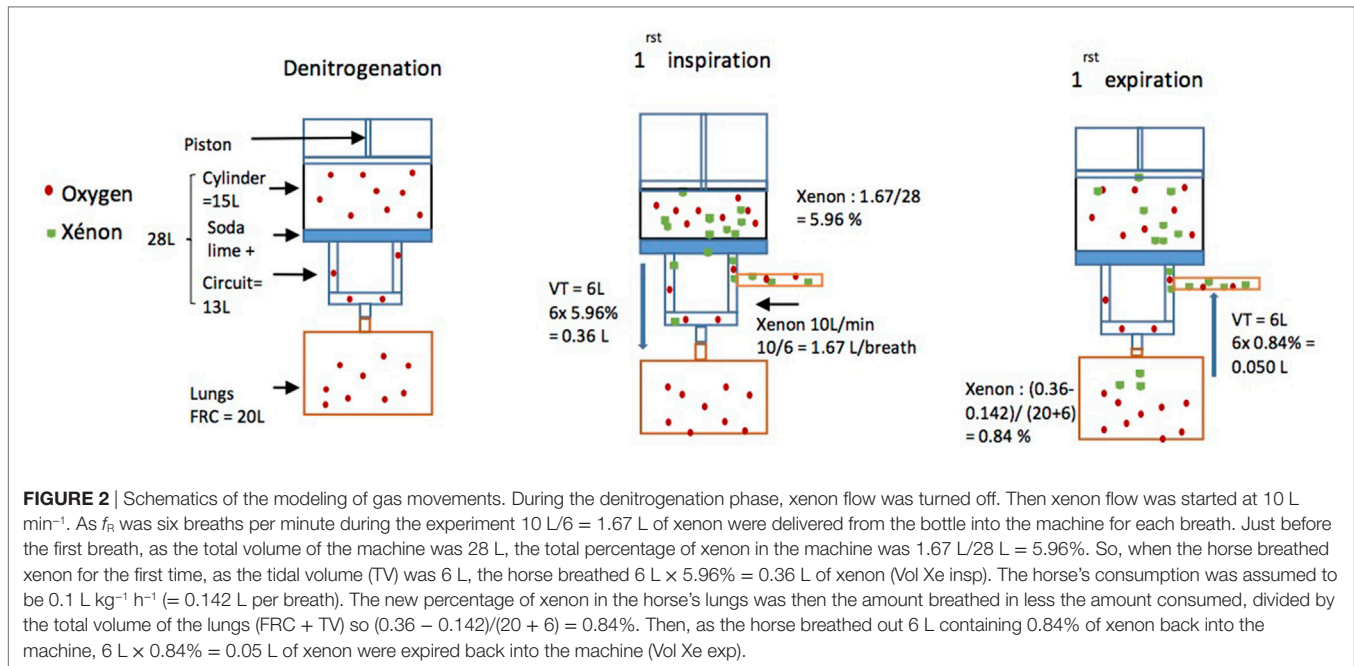 Denitrogenation
Piston
Oxygen
Xénon
28L
Cylinder
=15L
Soda
lime +
Circuit=
13L
Lungs
FRC = 20L
1rst inspiration
Xenon : 1.67/28
= 5.96 %
VT = 6L
6x 5.96%
= 0.36 L
Xenon 10L/min
10/6 = 1.67 L/breath
1rst expiration
VT = 6L
6x 0.84% =
0.050 L
Xenon : (0.36-
0.142)/ (20+6)
= 0.84 %
FIGURE 2 | Schematics of the modeling of gas movements. During the denitrogenation phase, xenon flow was turned off. Then xenon flow was started at 10 L
min⁻¹. As fR was six breaths per minute during the experiment 10 L/6 = 1.67 L of xenon were delivered from the bottle into the machine for each breath. Just before
the first breath, as the total volume of the machine was 28 L, the total percentage of xenon in the machine was 1.67 L/28 L = 5.96%. So, when the horse breathed
xenon for the first time, as the tidal volume (TV) was 6 L, the horse breathed 6 L × 5.96% = 0.36 L of xenon (Vol Xe insp). The horse's consumption was assumed to
be 0.1 L kg⁻¹ h⁻¹ (= 0.142 L per breath). The new percentage of xenon in the horse's lungs was then the amount breathed in less the amount consumed, divided by
the total volume of the lungs (FRC + TV) so (0.36 − 0.142)/(20 + 6) = 0.84%. Then, as the horse breathed out 6 L containing 0.84% of xenon back into the
machine, 6 L × 0.84% = 0.05 L of xenon were expired back into the machine (Vol Xe exp).